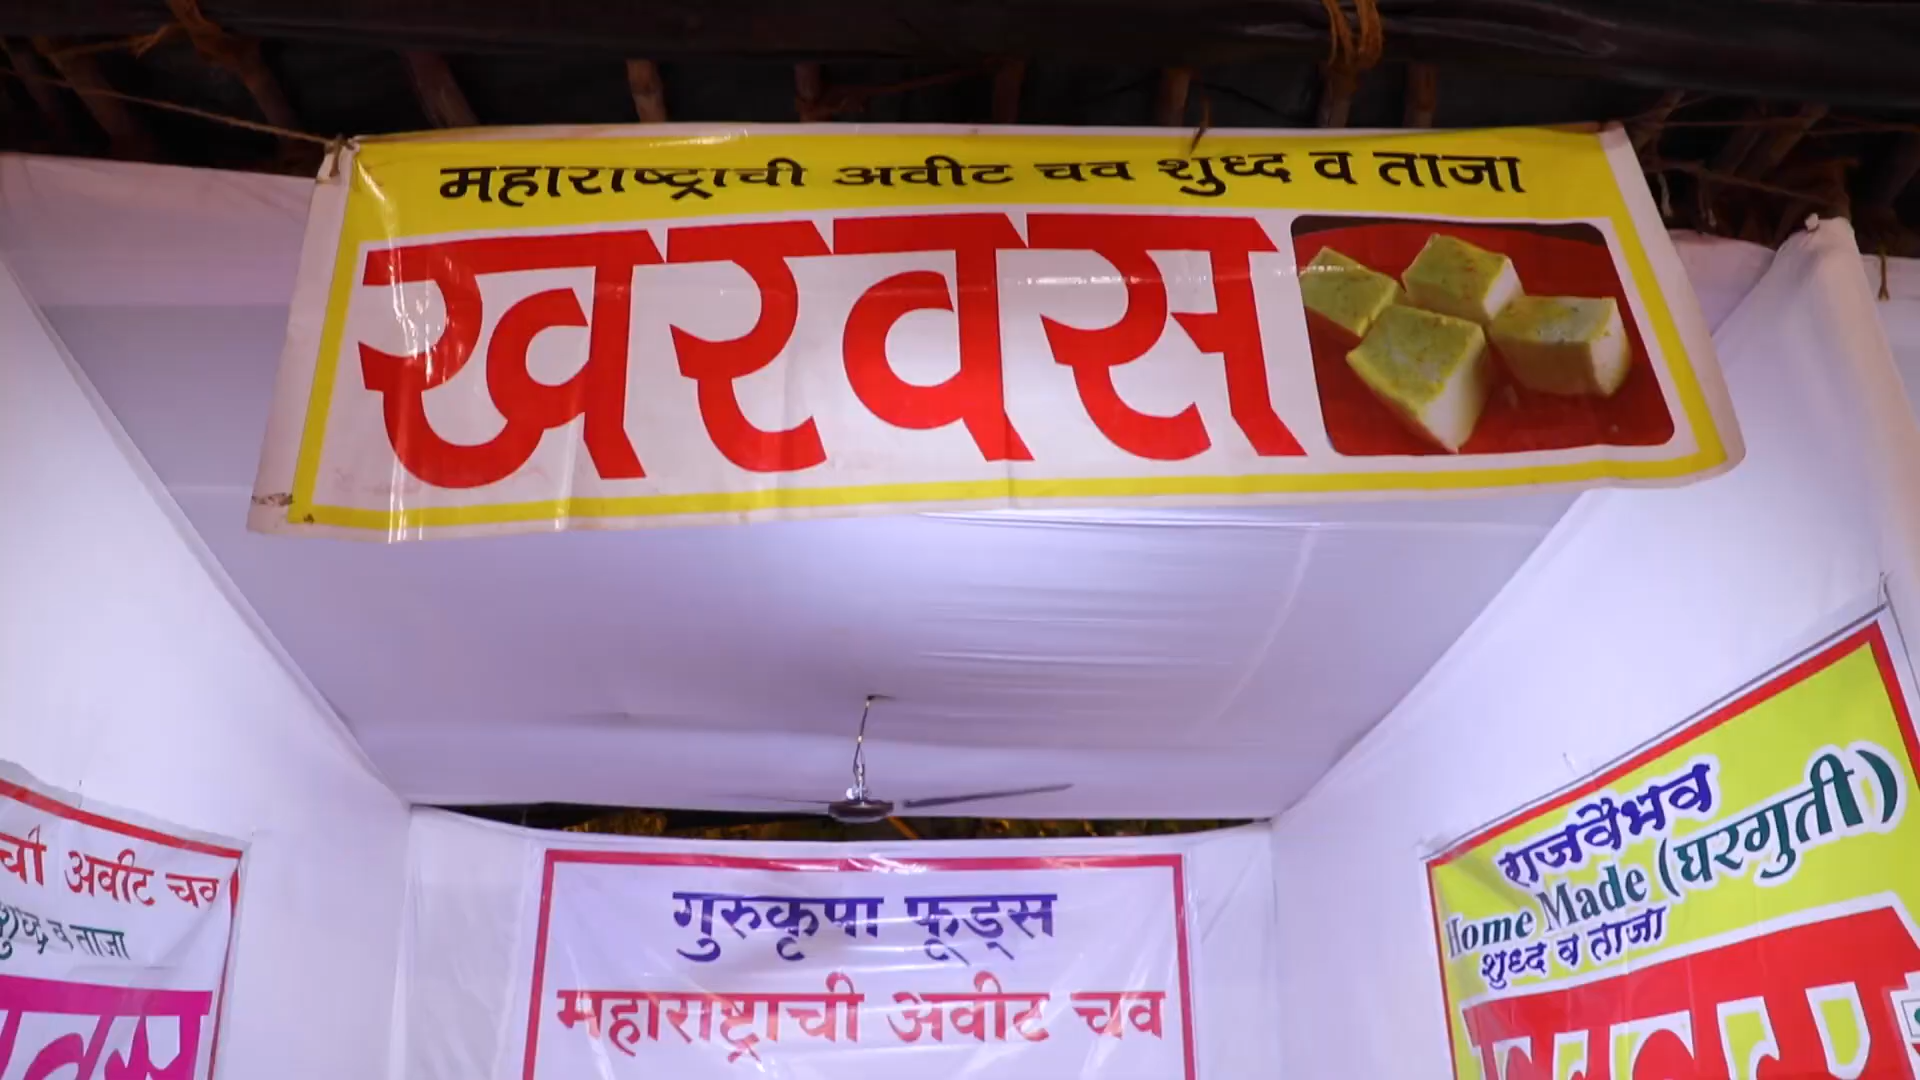 महाराष्ट्राची अवीट चव शुध्द व ताजा
खरवस
ची अवीट चव
शुध्द व ताजा
गुरुकृपा फूड्स
महाराष्ट्राची अवीट चव
राजवैभव
Home Made (घरगुती)
शुध्द व ताजा